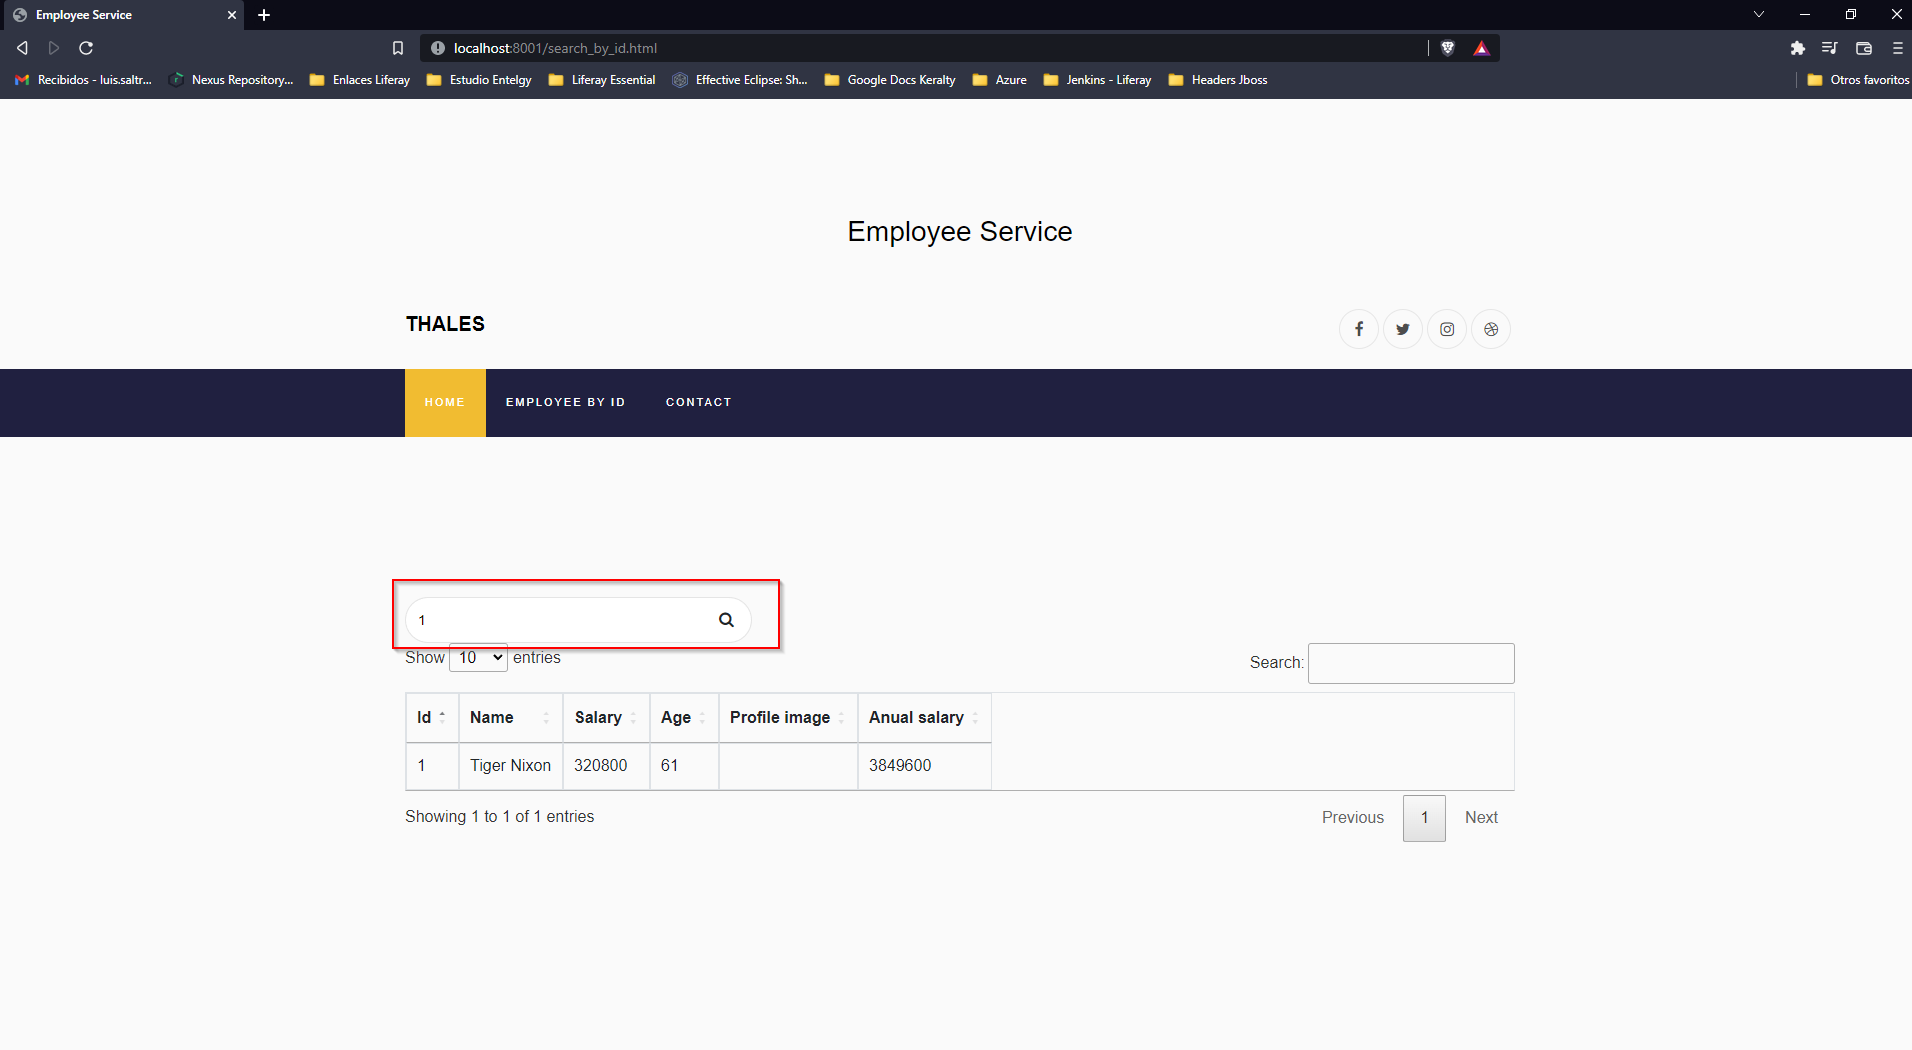 Employee Service
localhost:8001/search_by_id.html
Recibidos - luis.saltr... Nexus Repository... Enlaces Liferay Estudio Entelgy Liferay Essential Effective Eclipse: Sh... Google Docs Keralty Azure Jenkins - Liferay Headers Jboss Otros favoritos
Employee Service
THALES
HOME EMPLOYEE BY ID CONTACT
1
Show 10 entries Search:
Id Name Salary Age Profile image Anual salary
1 Tiger Nixon 320800 61 3849600
Showing 1 to 1 of 1 entries Previous 1 Next